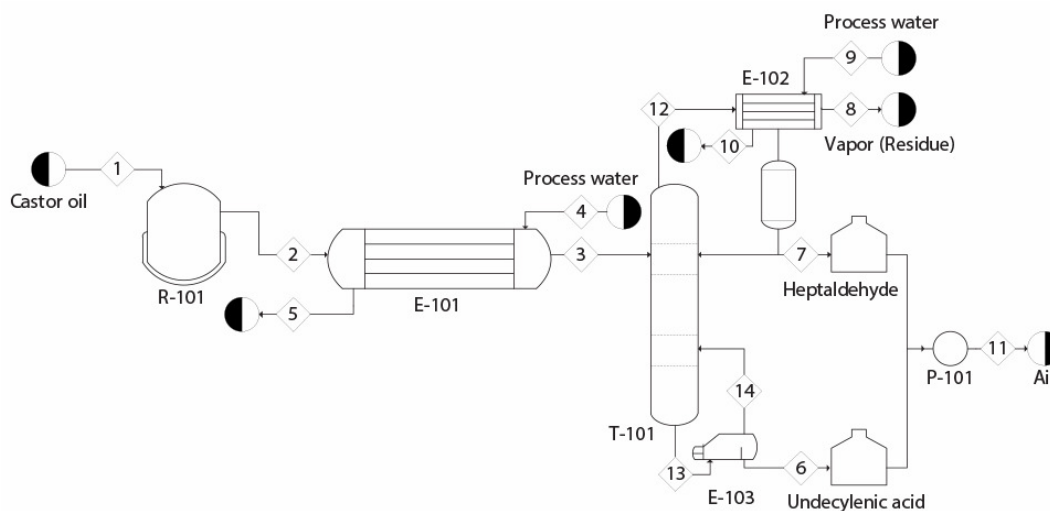 Process water
9
E-102
12
8
Vapor (Residue)
10
1
Castor oil
Process water
4
2
3
7
R-101
5
E-101
Heptaldehyde
P-101
11
Ai
14
T-101
13
6
E-103
Undecylenic acid